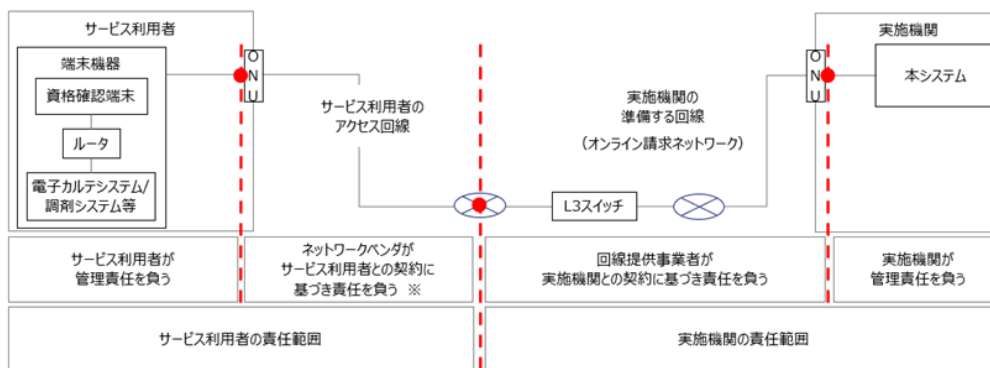 サービス利用者
端末機器
資格確認端末
ルータ
電子カルテシステム/
調剤システム等
O
N
U
サービス利用者の
アクセス回線
実施機関の
準備する回線
（オンライン請求ネットワーク）
L3スイッチ
O
N
U
実施機関
本システム
サービス利用者が
管理責任を負う
ネットワークベンダが
サービス利用者との契約に
基づき責任を負う ※
回線提供事業者が
実施機関との契約に基づき責任を負う
実施機関が
管理責任を負う
サービス利用者の責任範囲
実施機関の責任範囲